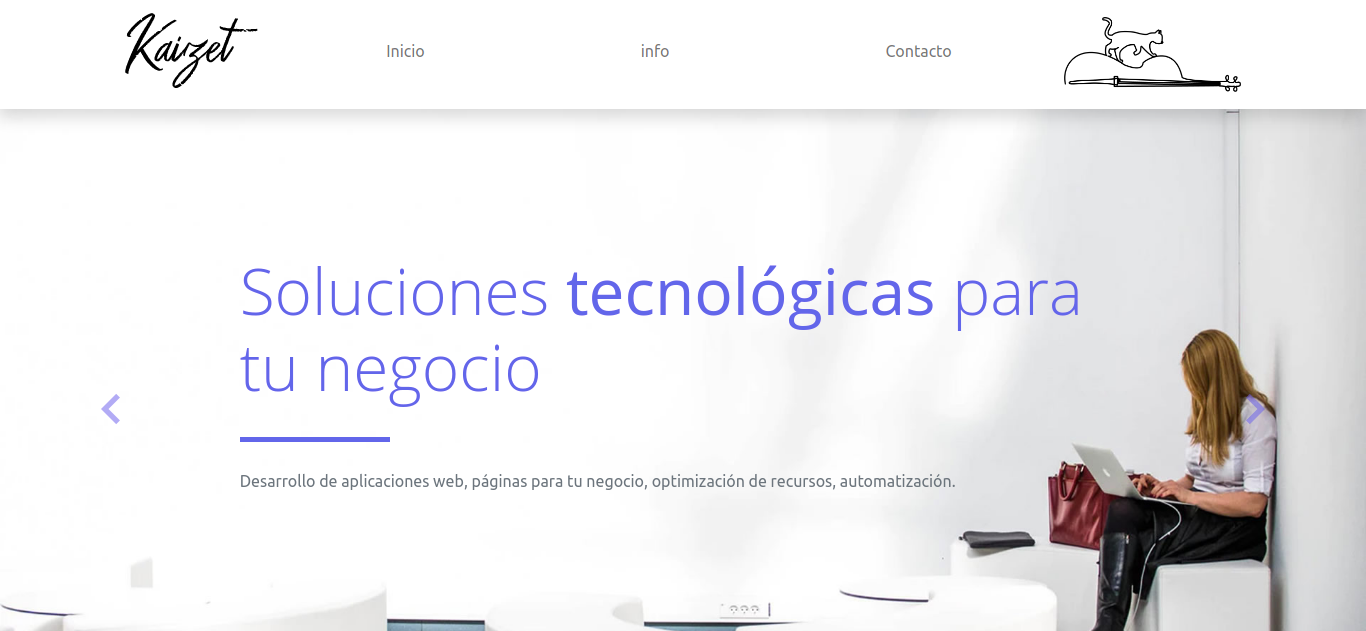 Kaizet
Inicio
info
Contacto
Soluciones tecnológicas para
tu negocio
Desarrollo de aplicaciones web, páginas para tu negocio, optimización de recursos, automatización.